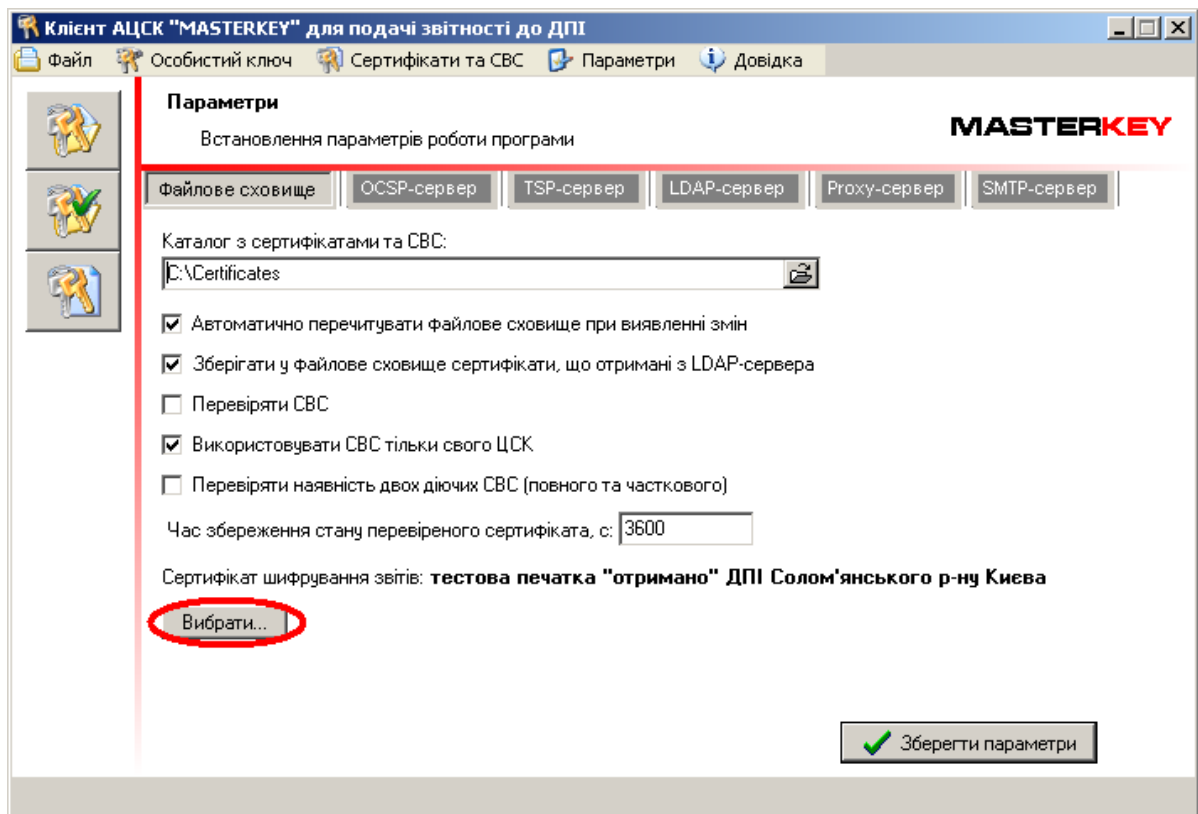 Клієнт АЦСК "MASTERKEY" для подачі звітності до ДПІ
Файл Особистий ключ Сертифікати та СВС Параметри Довідка
Параметри
Встановлення параметрів роботи програми
MASTERKEY
Файлове сховище OCSP-сервер TSP-сервер LDAP-сервер Proxy-сервер SMTP-сервер
Каталог з сертифікатами та СВС:
C:\Certificates
Автоматично перечитувати файлове сховище при виявленні змін
Зберігати у файлове сховище сертифікати, що отримані з LDAP-сервера
Перевіряти СВС
Використовувати СВС тільки свого ЦСК
Перевіряти наявність двох діючих СВС (повного та часткового)
Час збереження стану перевіреного сертифіката, с: 3600
Сертифікат шифрування звітів: тестова печатка "отримано" ДПІ Солом'янського р-ну Києва
Вибрати...
Зберегти параметри